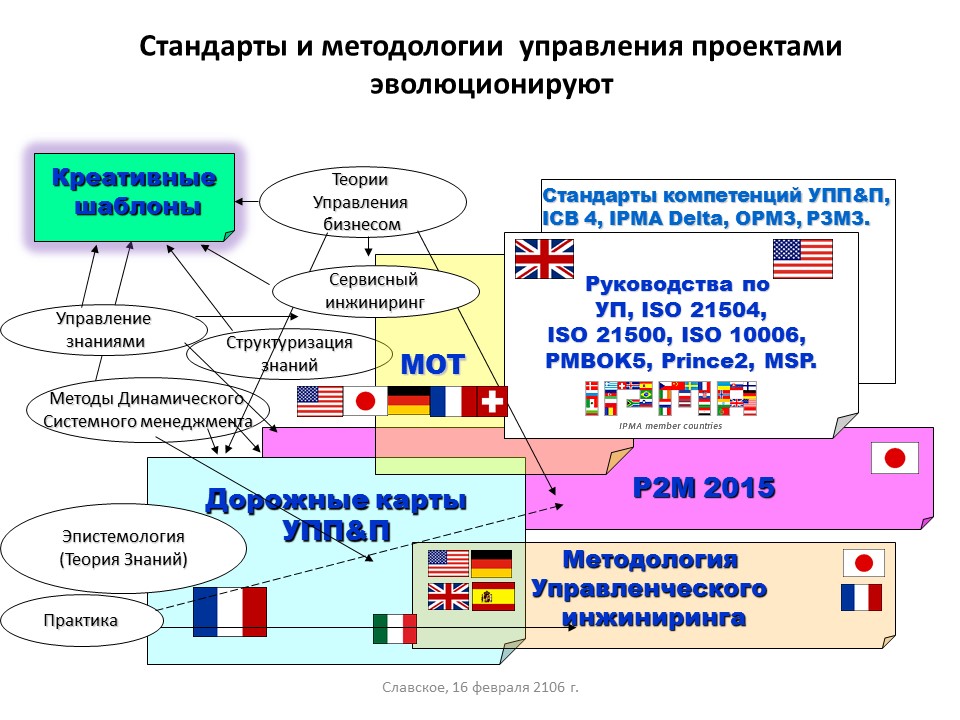 Стандарты и методологии управления проектами
эволюционируют
Креативные
шаблоны
Теории
Управления
бизнесом
Стандарты компетенций УПП&П,
ICB 4, IPMA Delta, OPM3, P3M3.
Сервисный
инжиниринг
Руководства по
УП, ISO 21504,
ISO 21500, ISO 10006,
PMBOK5, Prince2, MSP.
IPMA member countries
Управление
знаниями
Структуризация
знаний
МОТ
Методы Динамического
Системного менеджмента
P2M 2015
Дорожные карты
УПП&П
Эпистемология
(Теория Знаний)
Методология
Управленческого
инжиниринга
Практика
Славское, 16 февраля 2106 г.